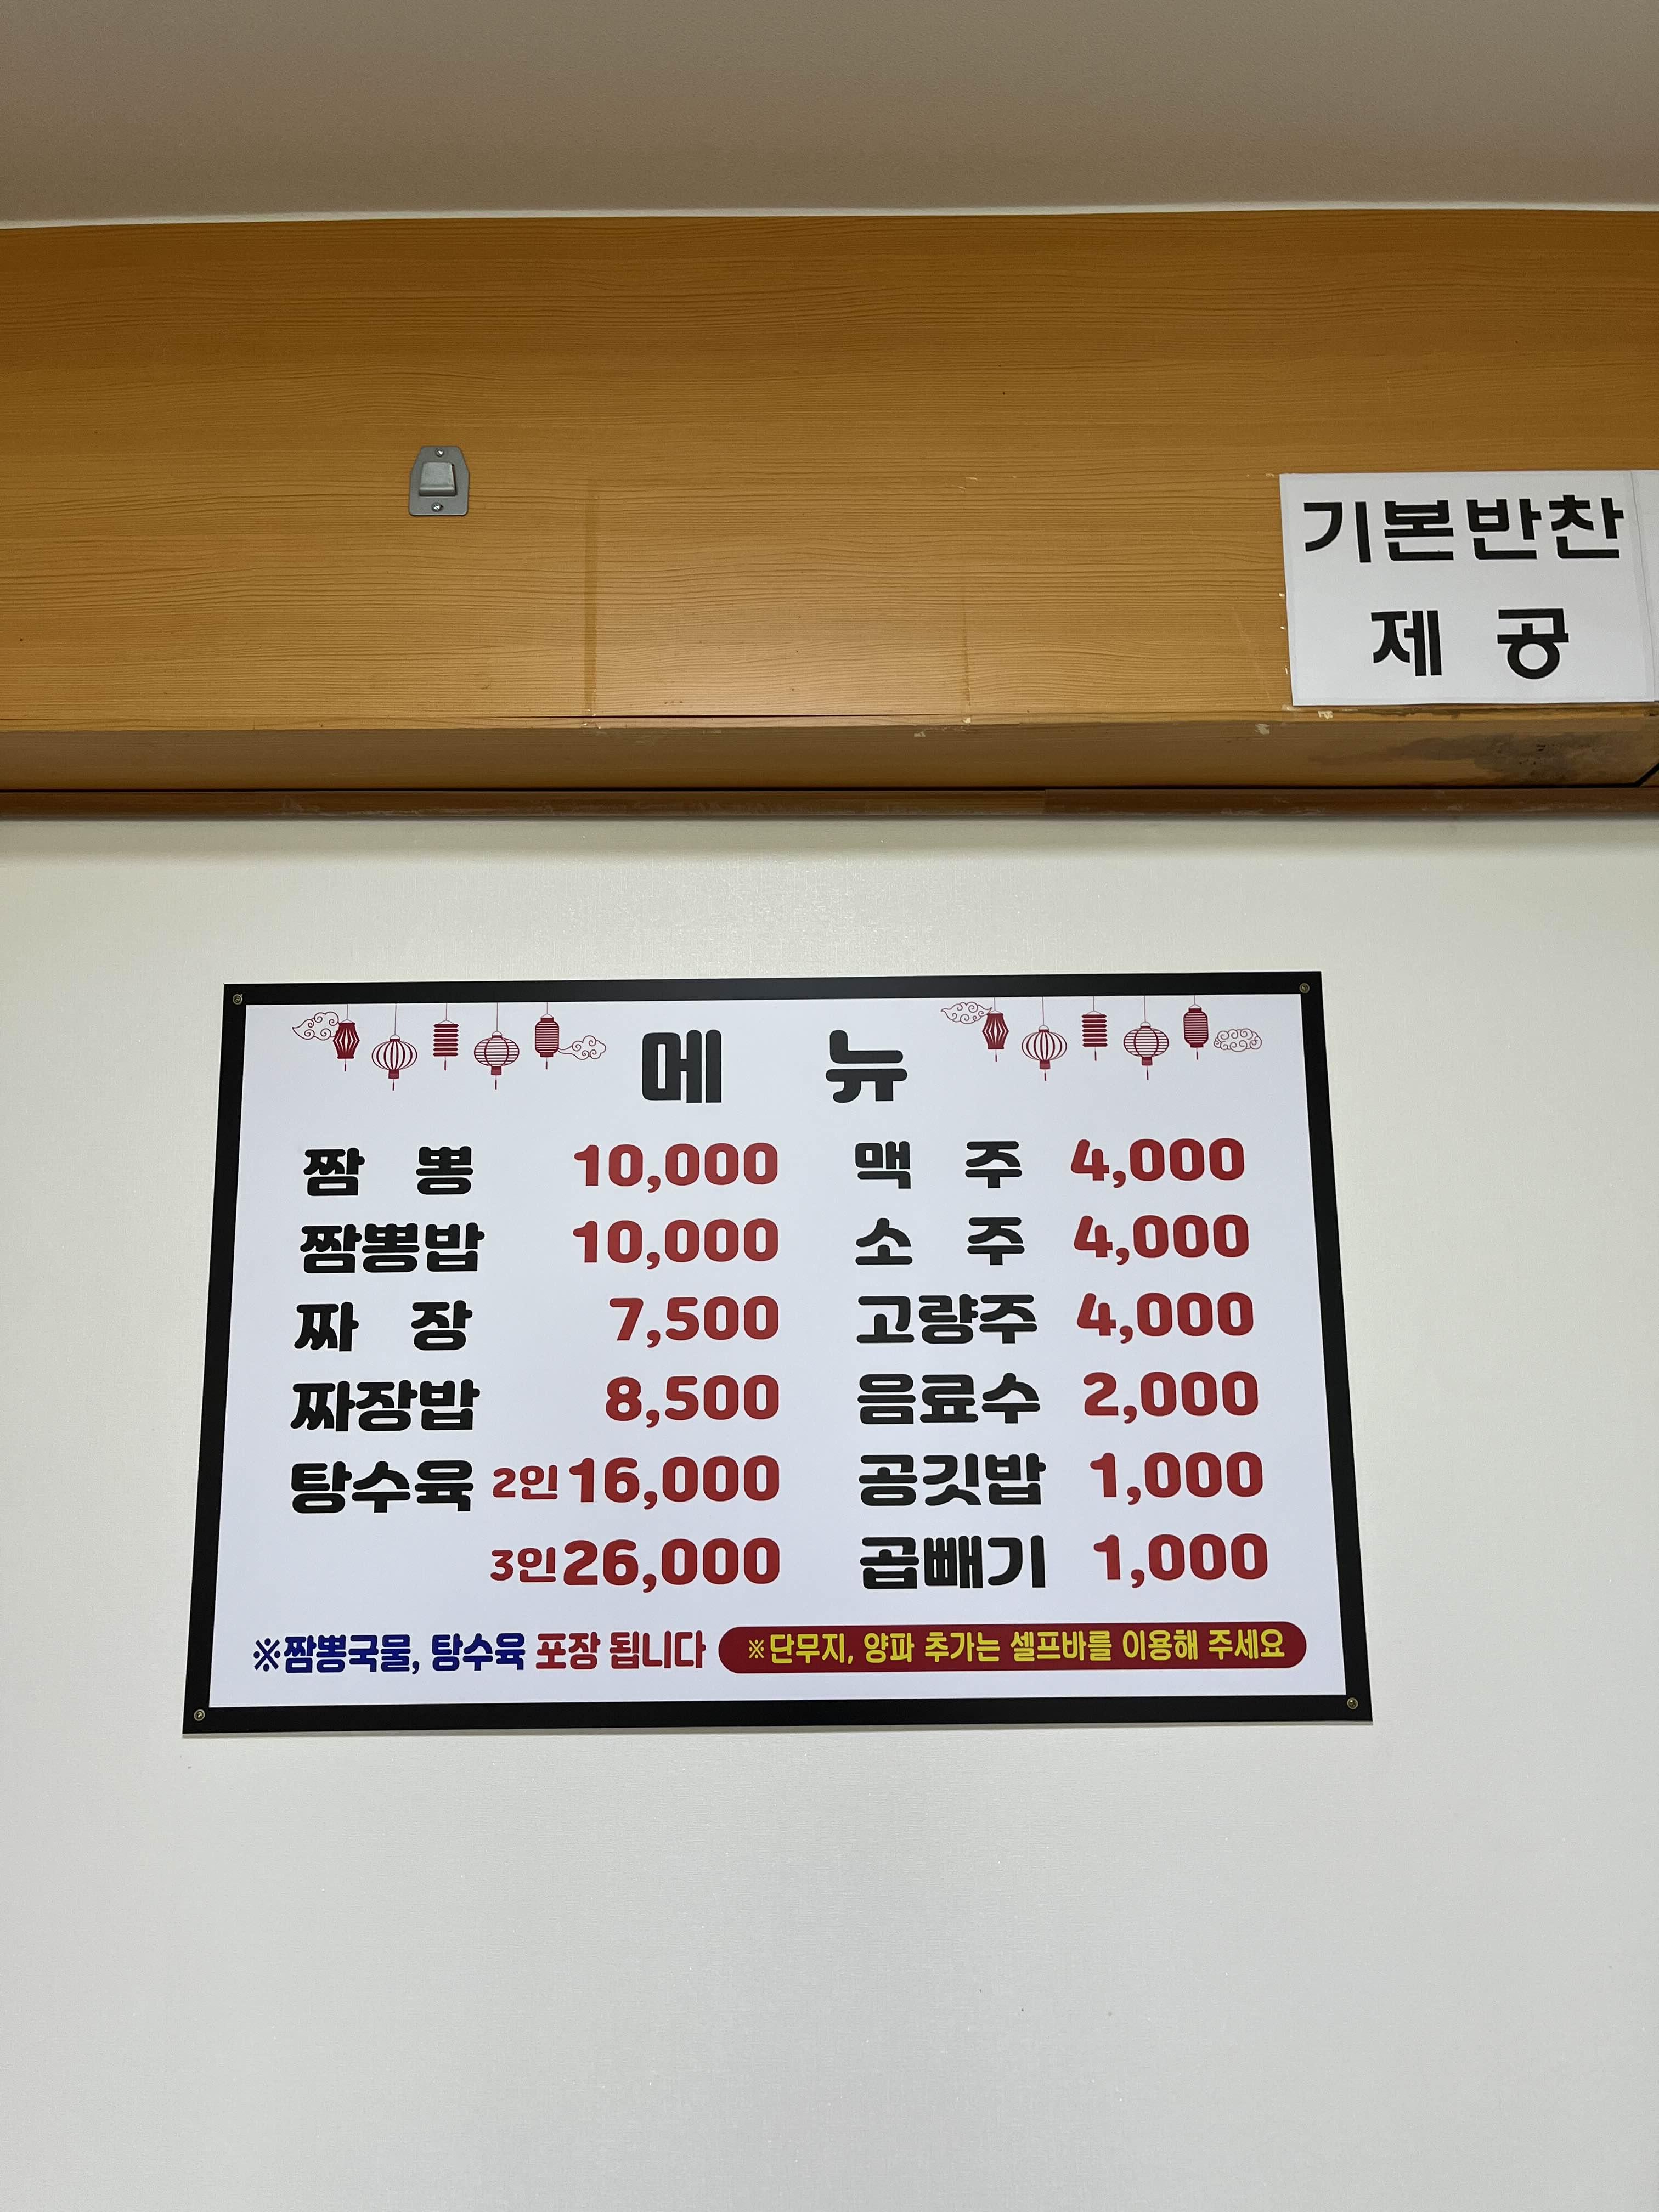 기본반찬
제 공
메 뉴
짬 뽕 10,000
짬뽕밥 10,000
짜 장 7,500
짜장밥 8,500
탕수육 2인 16,000
3인 26,000
맥 주 4,000
소 주 4,000
고량주 4,000
음료수 2,000
공깃밥 1,000
곱빼기 1,000
※짬뽕국물, 탕수육 포장 됩니다
※단무지, 양파 추가는 셀프바를 이용해 주세요